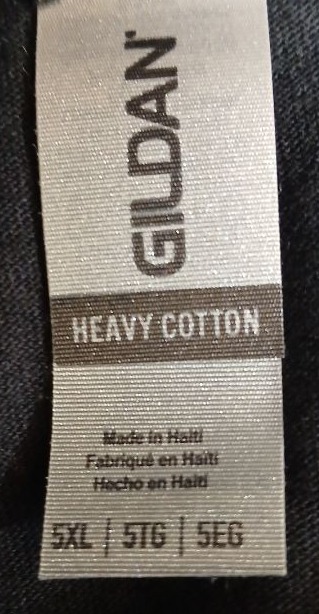 GILDAN
HEAVY COTTON
Made in Haiti
Fabriqué en Haïti
Hecho en Haití
5XL | 5TG | 5EG